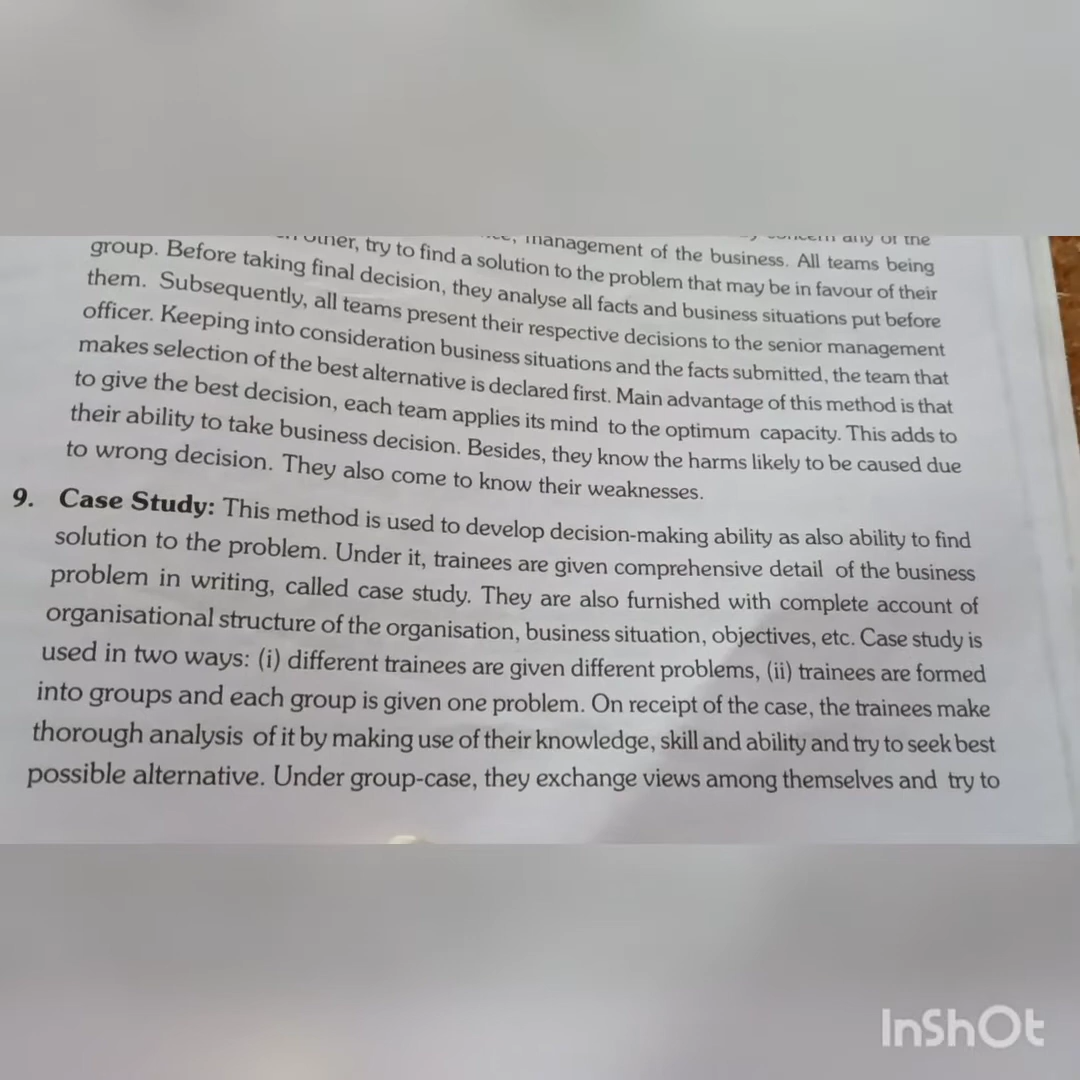 management of the business. All teams being
other, try to find a solution to the problem that may be in favour of their
group. Before taking final decision, they analyse all facts and business situations put before
them. Subsequently, all teams present their respective decisions to the senior management
officer. Keeping into consideration business situations and the facts submitted, the team that
makes selection of the best alternative is declared first. Main advantage of this method is that
to give the best decision, each team applies its mind to the optimum capacity. This adds to
their ability to take business decision. Besides, they know the harms likely to be caused due
to wrong decision. They also come to know their weaknesses.
9. Case Study: This method is used to develop decision-making ability as also ability to find
solution to the problem. Under it, trainees are given comprehensive detail of the business
problem in writing, called case study. They are also furnished with complete account of
organisational structure of the organisation, business situation, objectives, etc. Case study is
used in two ways: (i) different trainees are given different problems, (ii) trainees are formed
into groups and each group is given one problem. On receipt of the case, the trainees make
thorough analysis of it by making use of their knowledge, skill and ability and try to seek best
possible alternative. Under group-case, they exchange views among themselves and try to
InShOt